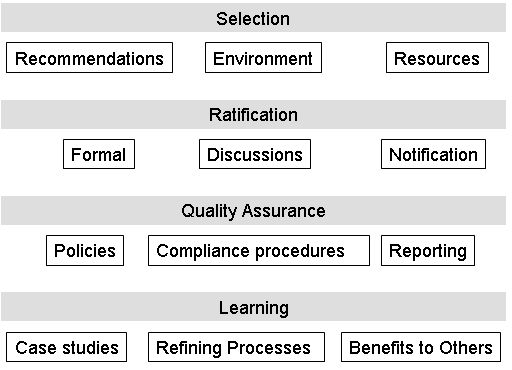 Selection
Recommendations Environment Resources
Ratification
Formal Discussions Notification
Quality Assurance
Policies Compliance procedures Reporting
Learning
Case studies Refining Processes Benefits to Others